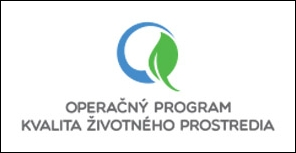 OPERAČNÝ PROGRAM
KVALITA ŽIVOTNÉHO PROSTREDIA